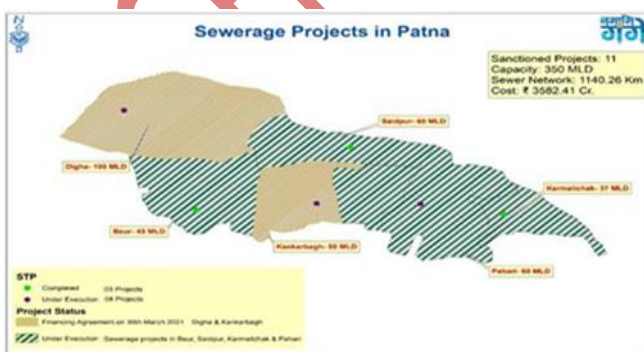 Sewerage Projects in Patna
नमामि
गंगे
N
Sanctioned Projects: 11
Capacity: 350 MLD
Sewer Network: 1140.26 Km
Cost: ₹ 3582.41 Cr.
Saidpur- 60 MLD
Digha- 100 MLD
Karmalichak- 37 MLD
Beur- 43 MLD
Kankarbagh- 50 MLD
Pahari- 60 MLD
STP
Completed 03 Projects
Under Execution 08 Projects
Project Status
Financing Agreement on 30th March 2021 Digha & Kankarbagh
Under Execution Sewerage projects in Beur, Saidpur, Karmalichak & Pahari